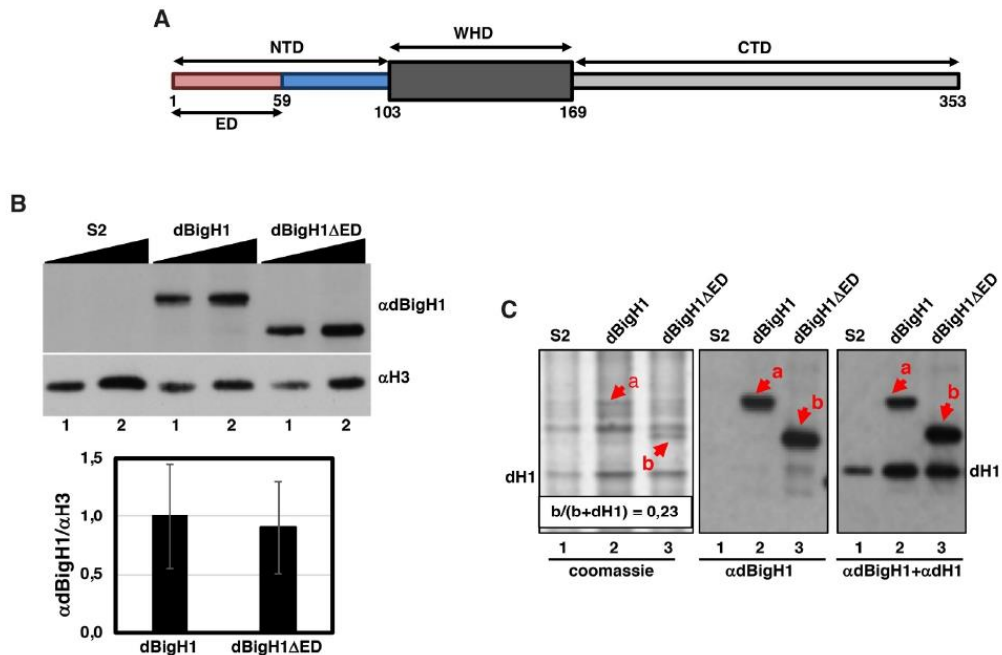 A
NTD
WHD
CTD
1
59
103
169
353
ED
B
S2 dBigH1 dBigH1ΔED
αdBigH1
αH3
1 2 1 2 1 2
1,5
1,0
0,5
0,0
αdBigH1/αH3
dBigH1 dBigH1ΔED
C
S2 dBigH1 dBigH1ΔED S2 dBigH1 dBigH1ΔED S2 dBigH1 dBigH1ΔED
a
b
a
b
a
b
dH1
dH1
b/(b+dH1) = 0,23
1 2 3 1 2 3 1 2 3
coomassie αdBigH1 αdBigH1+αdH1